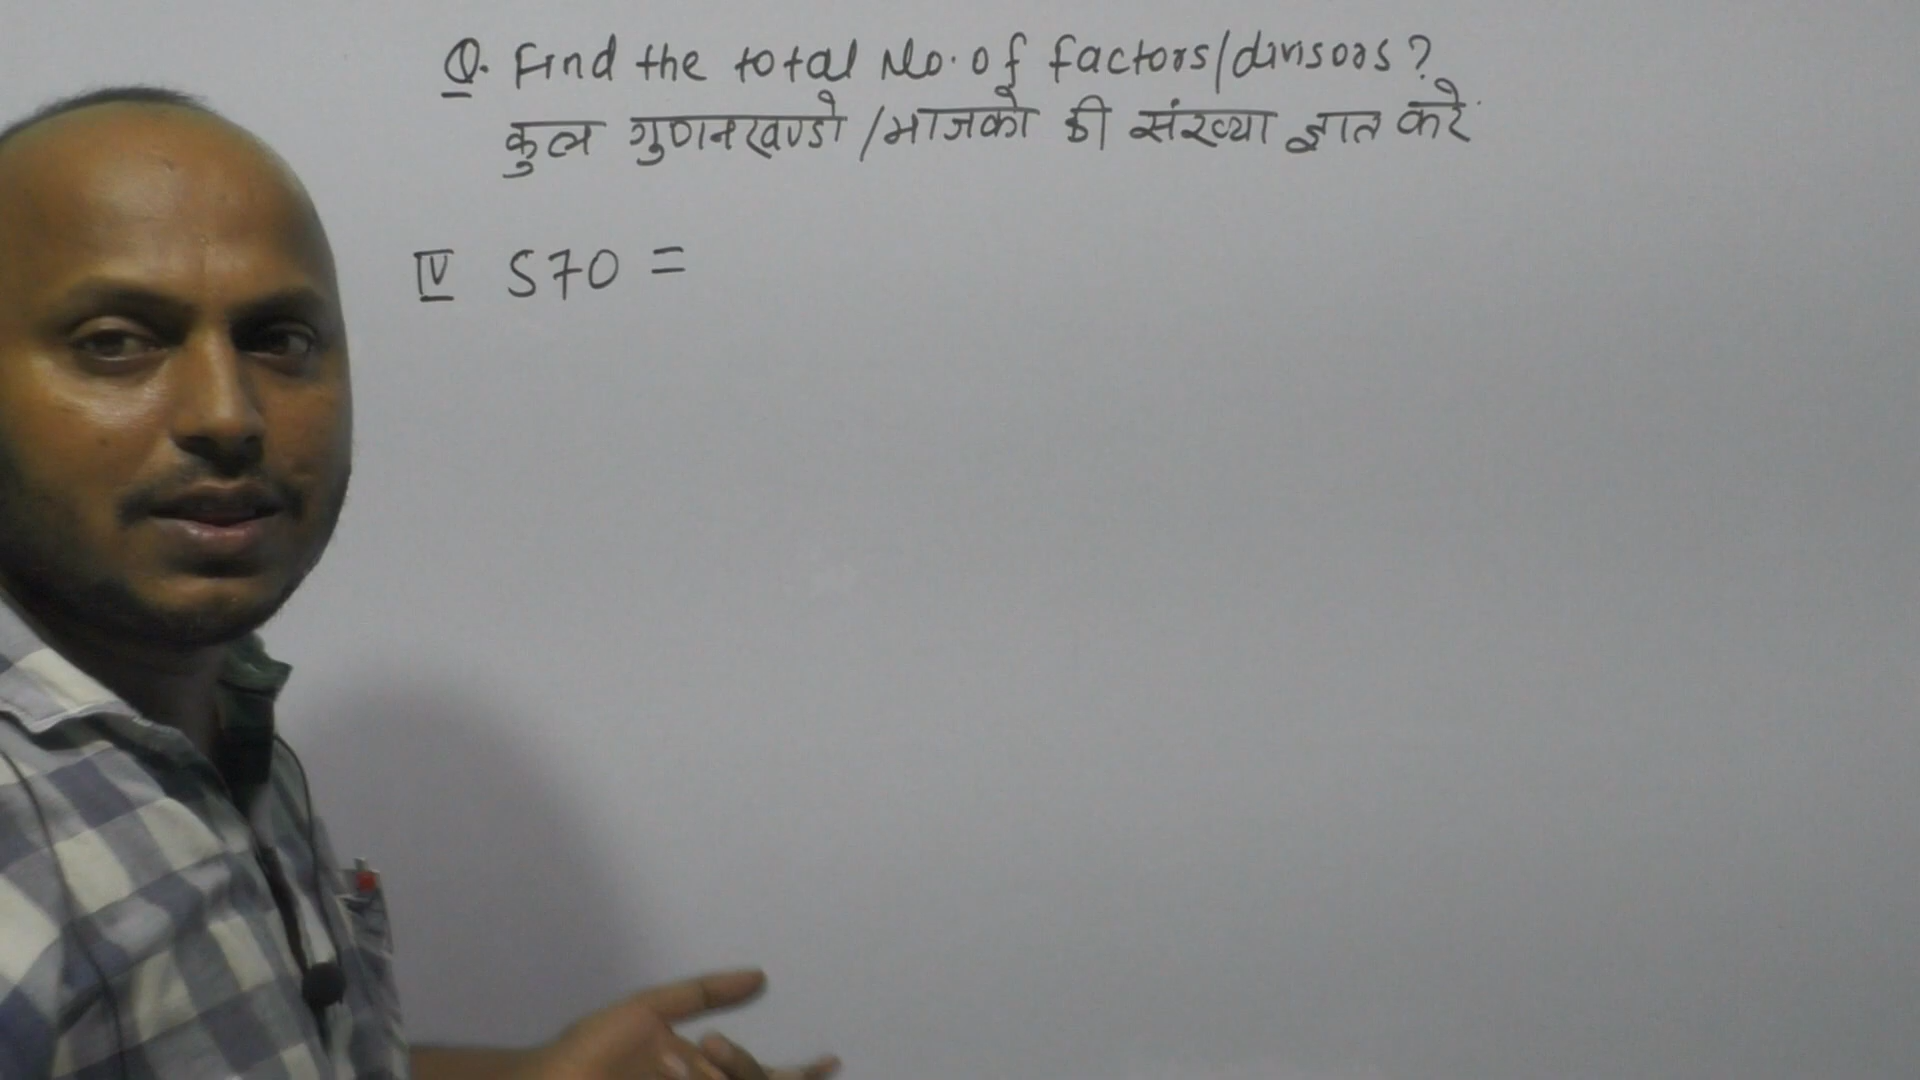 Q. Find the total No. of factors/divisors?
कुल गुणनखण्डो/भाजको की संख्या ज्ञात करे
IV 570 =